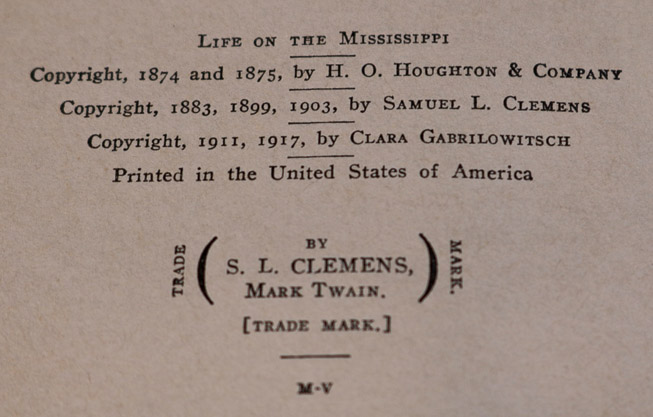 LIFE ON THE MISSISSIPPI
Copyright, 1874 and 1875, by H. O. HOUGHTON & COMPANY
Copyright, 1883, 1899, 1903, by SAMUEL L. CLEMENS
Copyright, 1911, 1917, by CLARA GABRILOWITSCH
Printed in the United States of America
TRADE
BY
S. L. CLEMENS,
MARK TWAIN.
MARK.
[TRADE MARK.]
M-V